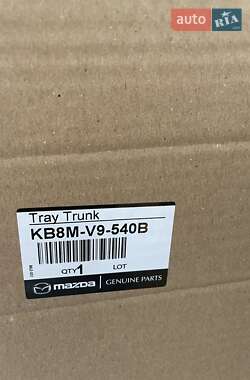 auto RIA
Tray Trunk
KB8M-V9-540B
QTY 1 LOT
mazda GENUINE PARTS